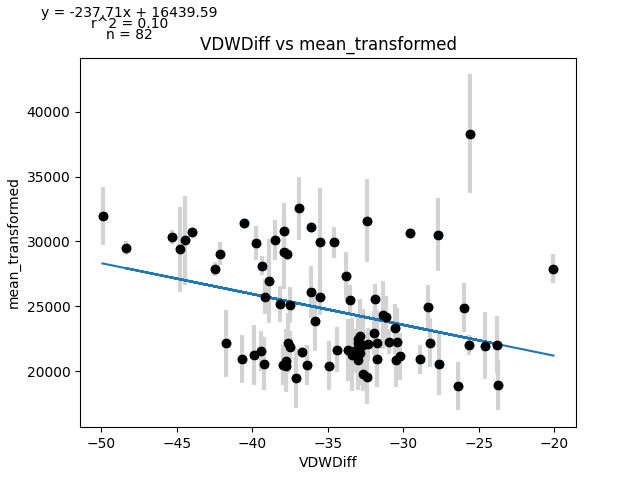 y = -237.71x + 16439.59
r^2 = 0.10
n = 82
VDWDiff vs mean_transformed
40000
35000
30000
25000
20000
mean_transformed
−50 −45 −40 −35 −30 −25 −20
VDWDiff